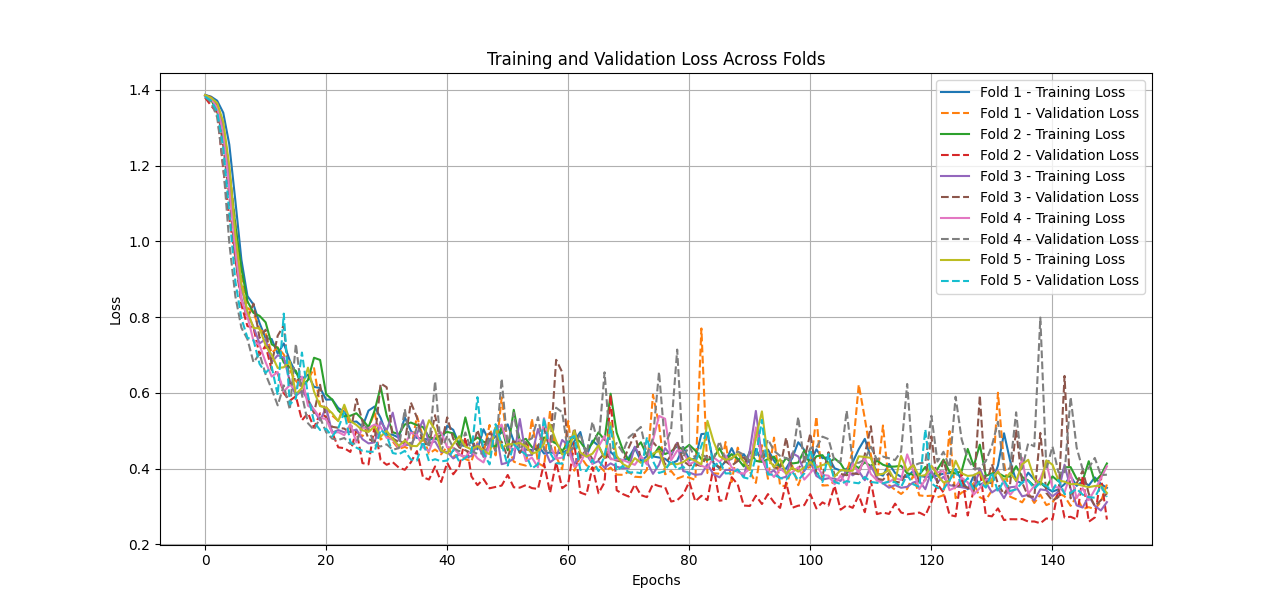 Training and Validation Loss Across Folds
1.4
1.2
1.0
0.8
0.6
0.4
0.2
Loss
0 20 40 60 80 100 120 140
Epochs
Fold 1 - Training Loss
Fold 1 - Validation Loss
Fold 2 - Training Loss
Fold 2 - Validation Loss
Fold 3 - Training Loss
Fold 3 - Validation Loss
Fold 4 - Training Loss
Fold 4 - Validation Loss
Fold 5 - Training Loss
Fold 5 - Validation Loss